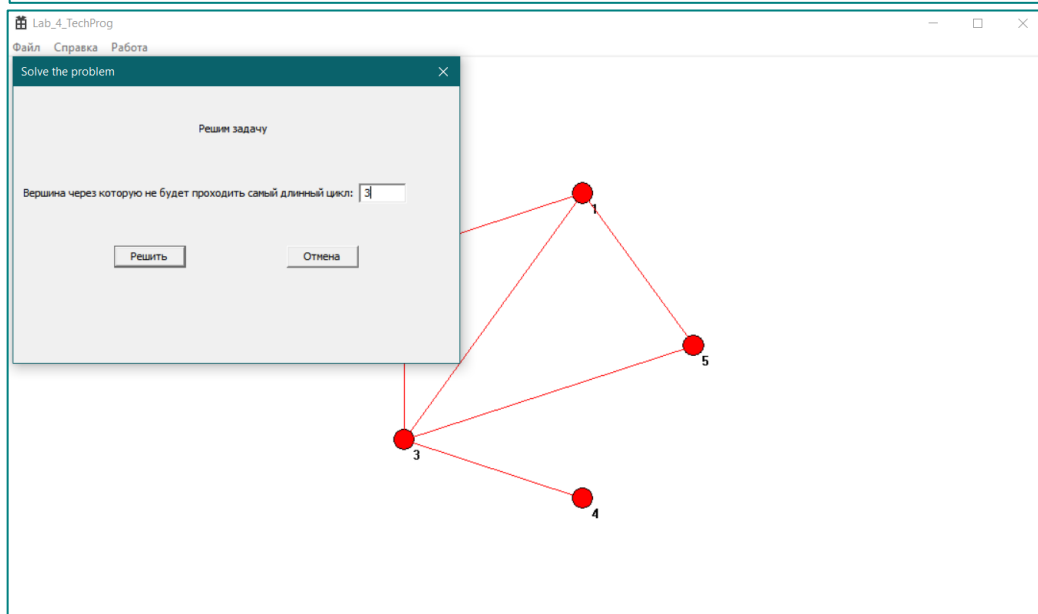 Lab_4_TechProg
Файл Справка Работа
Solve the problem
Решим задачу
Вершина через которую не будет проходить самый длинный цикл: 3
Решить Отмена
1
5
3
4